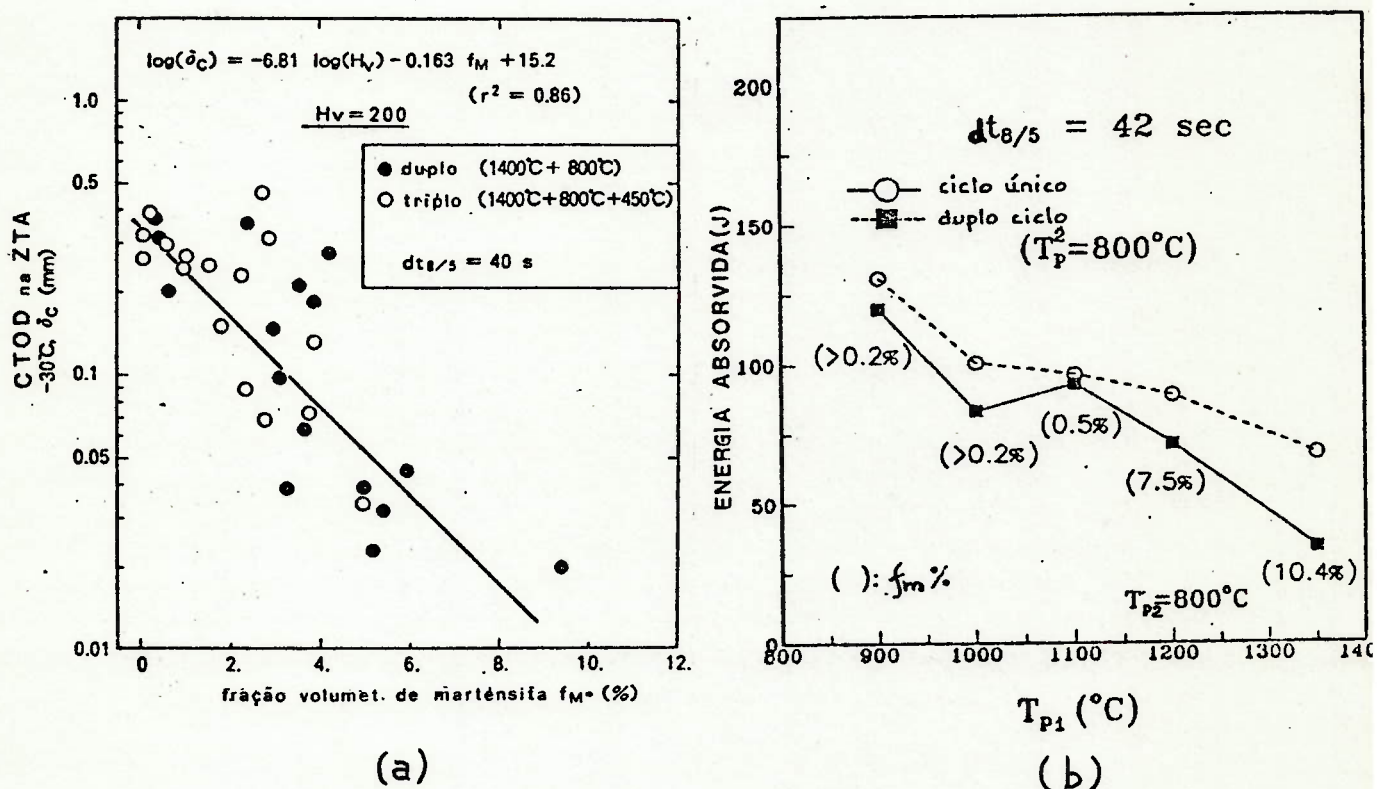 log(δC) = -6.81 log(HV) - 0.163 fM + 15.2
(r² = 0.86)
Hv = 200
● duplo (1400℃ + 800℃)
○ triplo (1400℃+800℃+450℃)
dt8/5 = 40 s
CTOD na ZTA
-30℃, δC (mm)
1.0
0.5
0.1
0.05
0.01
0.
2.
4.
6.
8.
10.
12.
fração volumet. de marténsita fM* (%)
(a)
dt8/5 = 42 sec
ciclo único
duplo ciclo
(Tp²=800°C)
ENERGIA ABSORVIDA (J)
200
150
100
50
0
(>0.2%)
(>0.2%)
(0.5%)
(7.5%)
(10.4%)
( ): fm%
Tp2=800°C
800
900
1000
1100
1200
1300
140
Tp1 (°C)
(b)